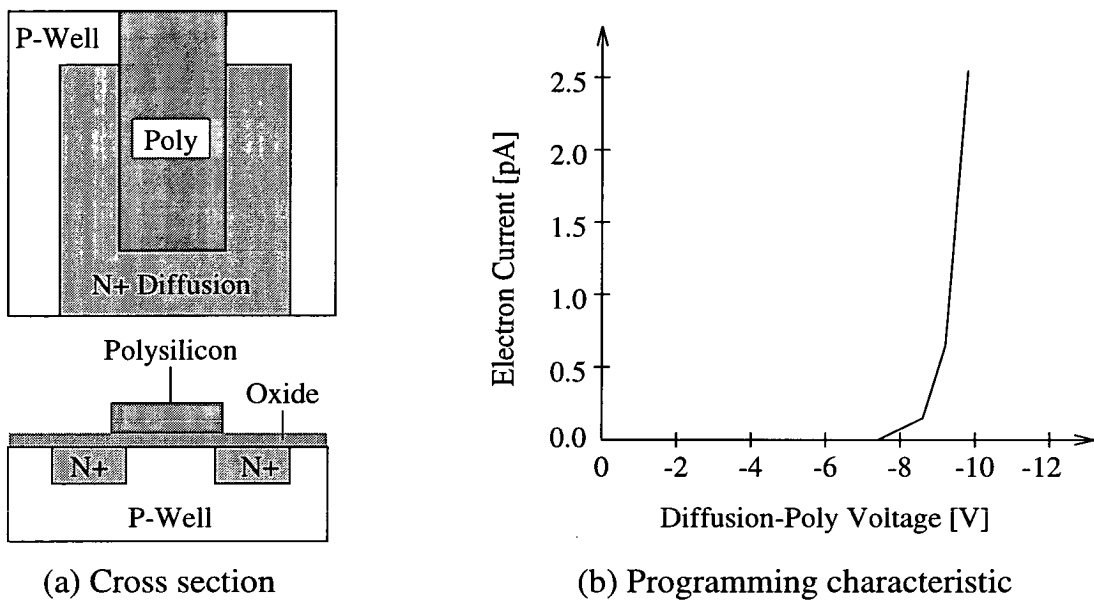 P-Well
Poly
N+ Diffusion
Polysilicon
Oxide
N+
N+
P-Well
(a) Cross section
Electron Current [pA]
2.5
2.0
1.5
1.0
0.5
0.0
0
-2
-4
-6
-8
-10
-12
Diffusion-Poly Voltage [V]
(b) Programming characteristic